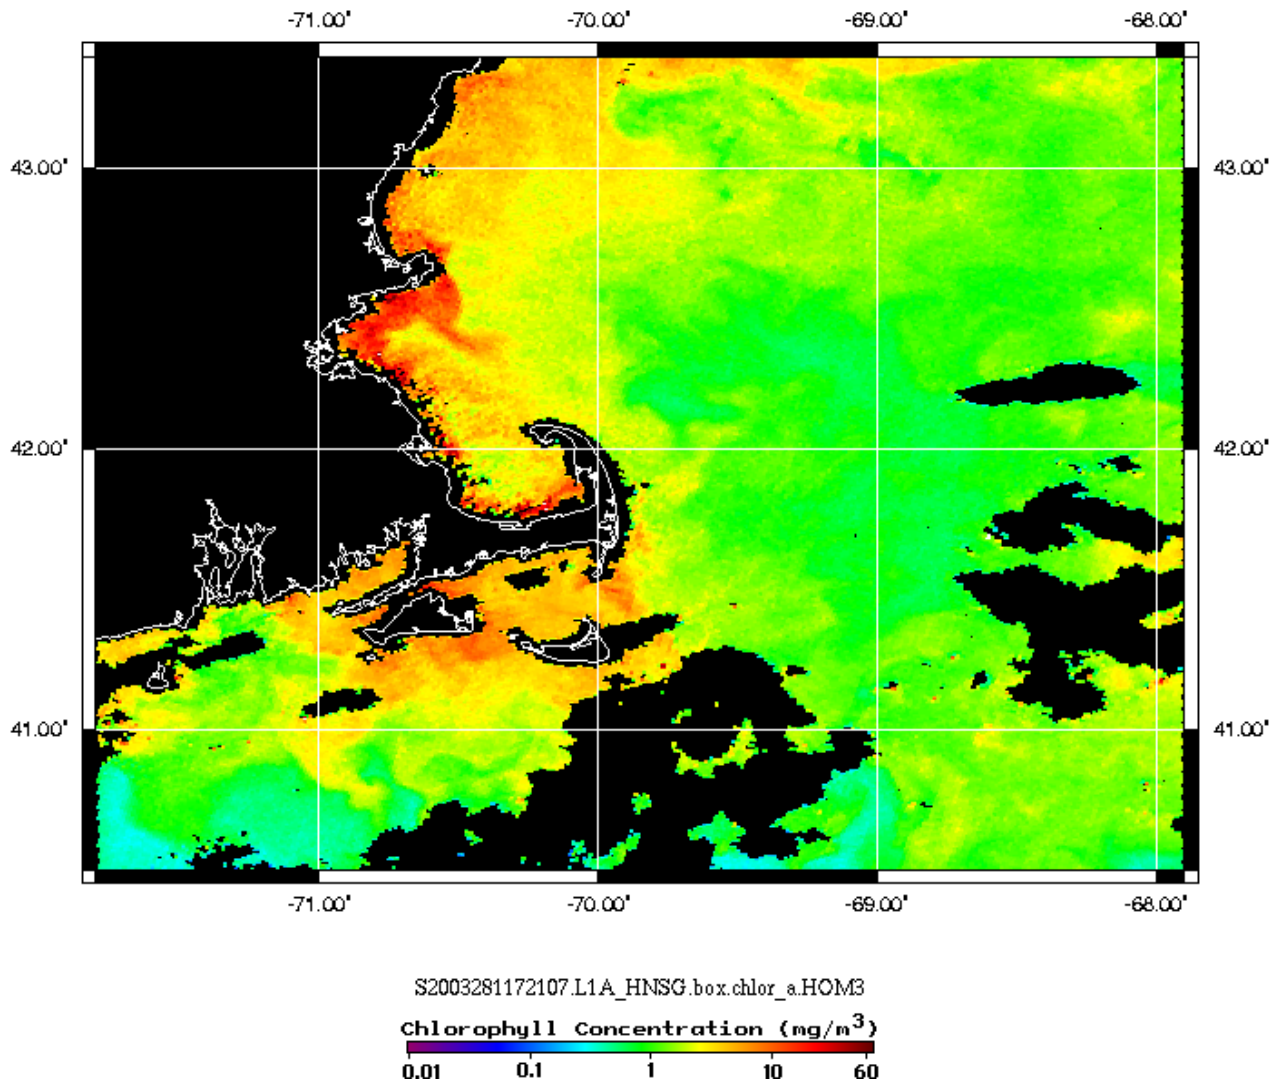 -71.00° -70.00° -69.00° -68.00°
43.00° 43.00°
42.00° 42.00°
41.00° 41.00°
-71.00° -70.00° -69.00° -68.00°
S2003281172107.L1A_HNSG.box.chlor_a.HOM3
Chlorophyll Concentration (mg/m³)
0.01 0.1 1 10 60